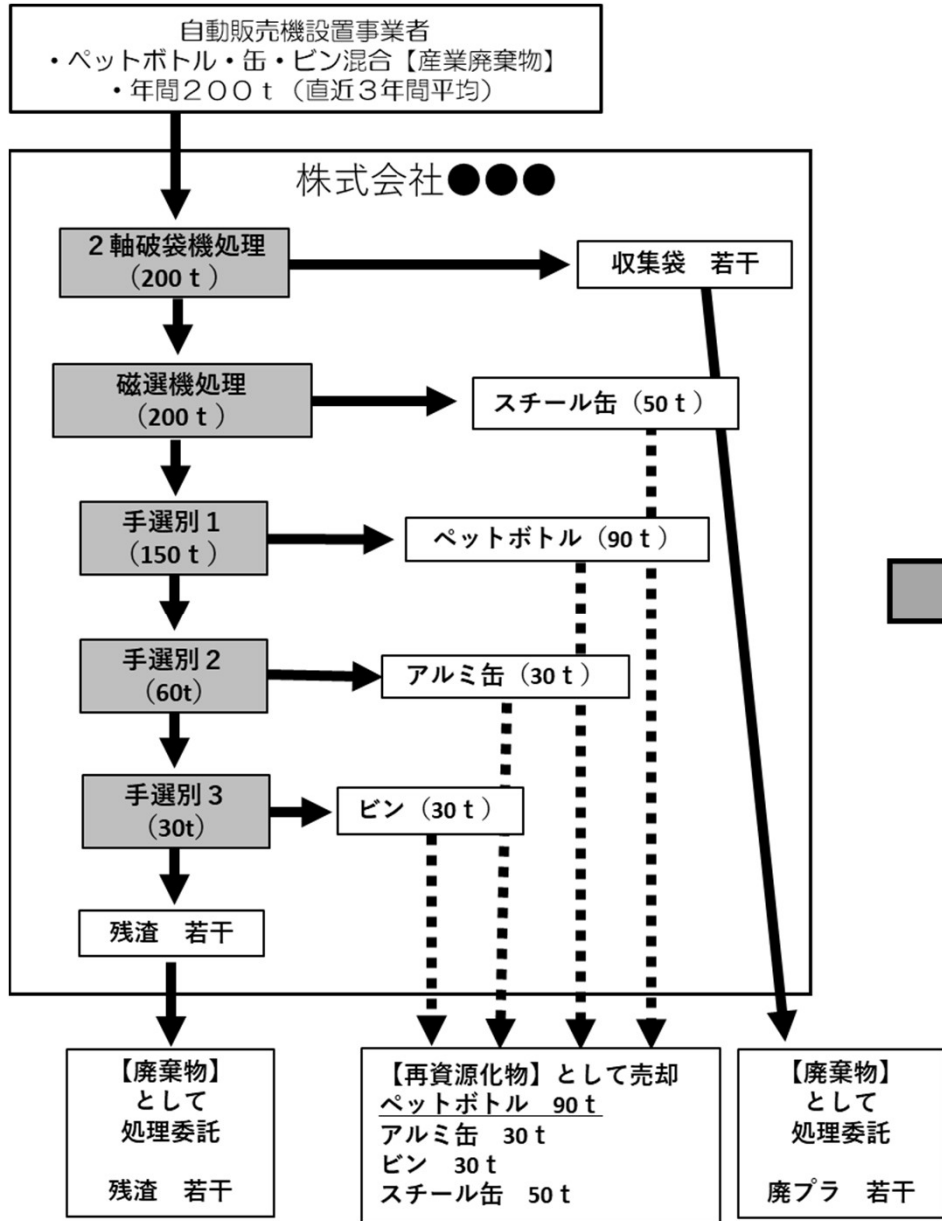 自動販売機設置事業者
・ペットボトル・缶・ビン混合【産業廃棄物】
・年間２００ｔ（直近３年間平均）
株式会社●●●
２軸破袋機処理
（200ｔ）
収集袋　若干
磁選機処理
（200ｔ）
スチール缶（50ｔ）
手選別１
（150ｔ）
ペットボトル（90ｔ）
手選別２
（60t）
アルミ缶（30ｔ）
手選別３
（30t）
ビン（30ｔ）
残渣　若干
【廃棄物】
として
処理委託
残渣　若干
【再資源化物】として売却
ペットボトル　90ｔ
アルミ缶　30ｔ
ビン　30ｔ
スチール缶　50ｔ
【廃棄物】
として
処理委託
廃プラ　若干